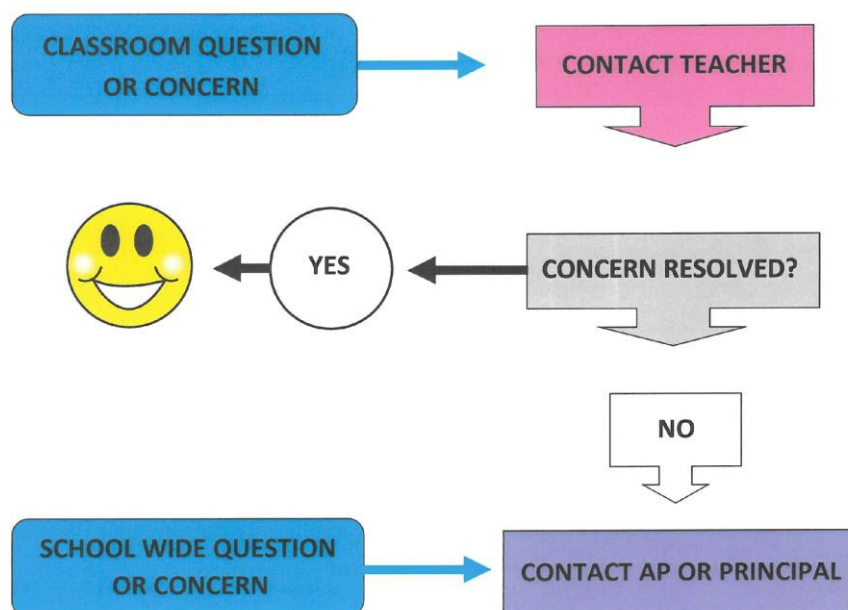 CLASSROOM QUESTION
OR CONCERN
CONTACT TEACHER
YES
CONCERN RESOLVED?
NO
SCHOOL WIDE QUESTION
OR CONCERN
CONTACT AP OR PRINCIPAL